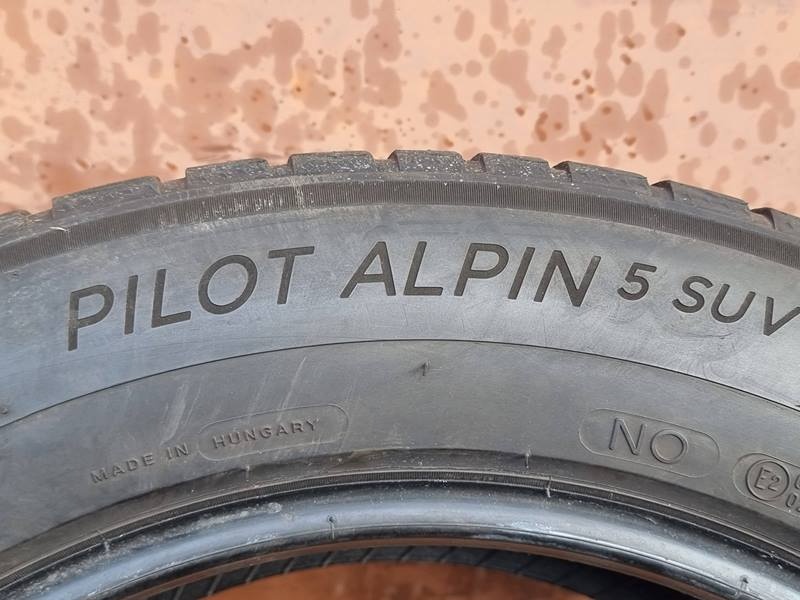 PILOT ALPIN 5 SUV
MADE IN HUNGARY
NO
E2